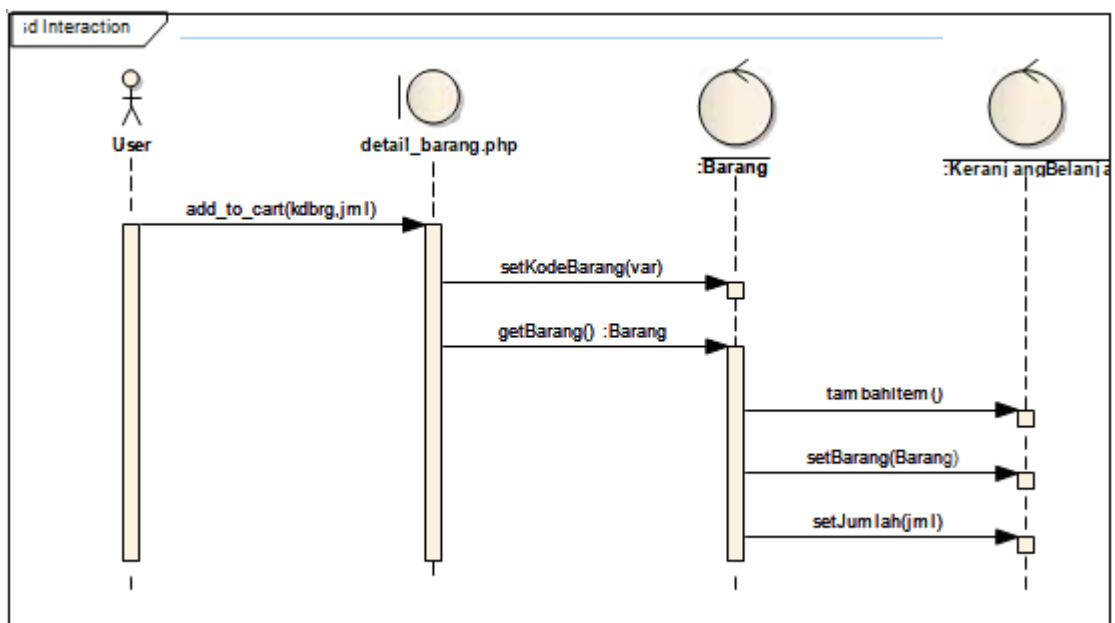 sd Interaction
User
detail_barang.php
:Barang
:KeranjangBelanja
add_to_cart(kdbrg,jml)
setKodeBarang(var)
getBarang() :Barang
tambahItem()
setBarang(Barang)
setJumlah(jml)